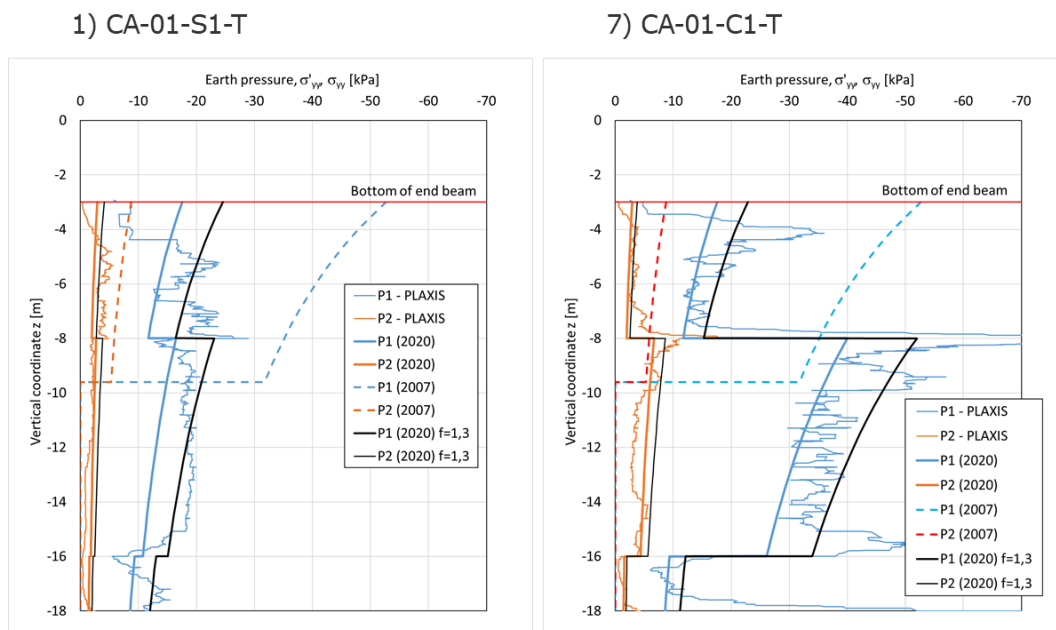 1) CA-01-S1-T
7) CA-01-C1-T
Earth pressure, σ'yy, σyy [kPa]
0 -10 -20 -30 -40 -50 -60 -70
0
-2
-4
-6
-8
-10
-12
-14
-16
-18
Vertical coordinate z [m]
Bottom of end beam
P1 - PLAXIS
P2 - PLAXIS
P1 (2020)
P2 (2020)
P1 (2007)
P2 (2007)
P1 (2020) f=1,3
P2 (2020) f=1,3
Earth pressure, σ'yy, σyy [kPa]
0 -10 -20 -30 -40 -50 -60 -70
0
-2
-4
-6
-8
-10
-12
-14
-16
-18
Vertical coordinate z [m]
Bottom of end beam
P1 - PLAXIS
P2 - PLAXIS
P1 (2020)
P2 (2020)
P1 (2007)
P2 (2007)
P1 (2020) f=1,3
P2 (2020) f=1,3